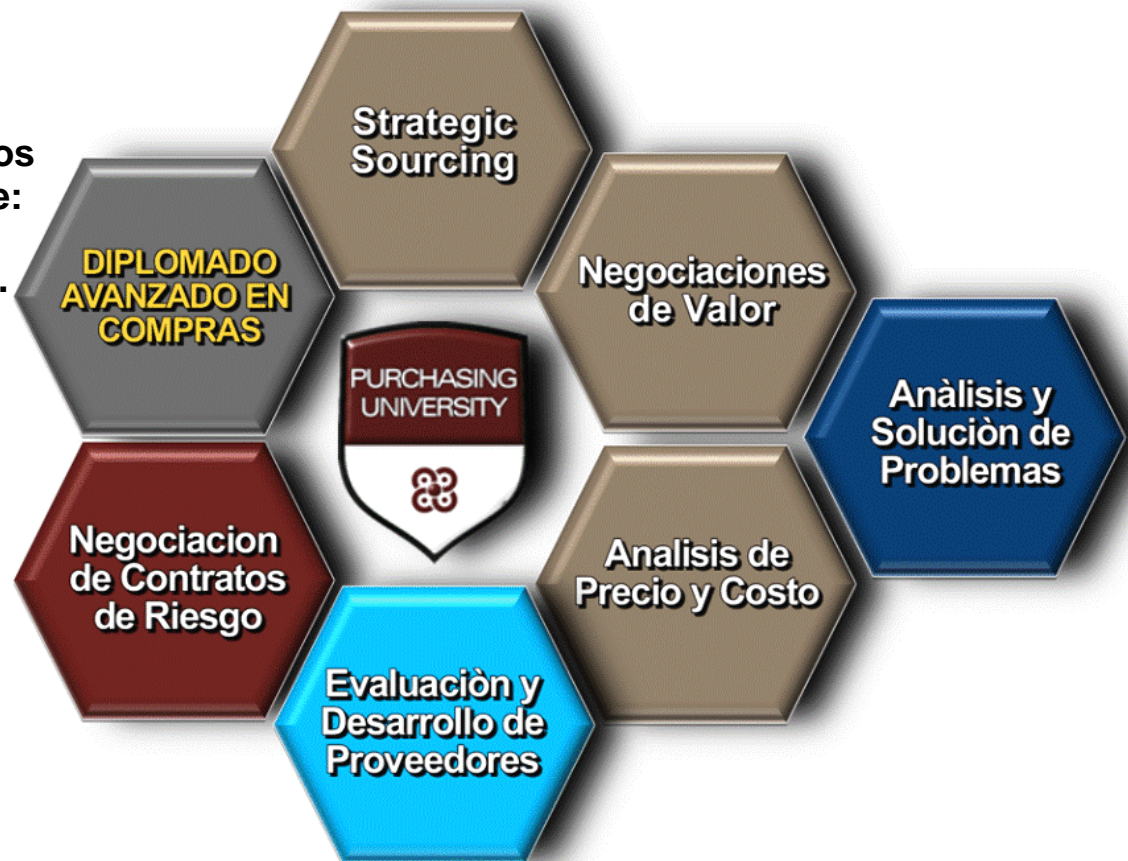 Strategic
Sourcing
DIPLOMADO
AVANZADO EN
COMPRAS
Negociaciones
de Valor
PURCHASING
UNIVERSITY
Anàlisis y
Soluciòn de
Problemas
Negociacion
de Contratos
de Riesgo
Analisis de
Precio y Costo
Evaluaciòn y
Desarrollo de
Proveedores